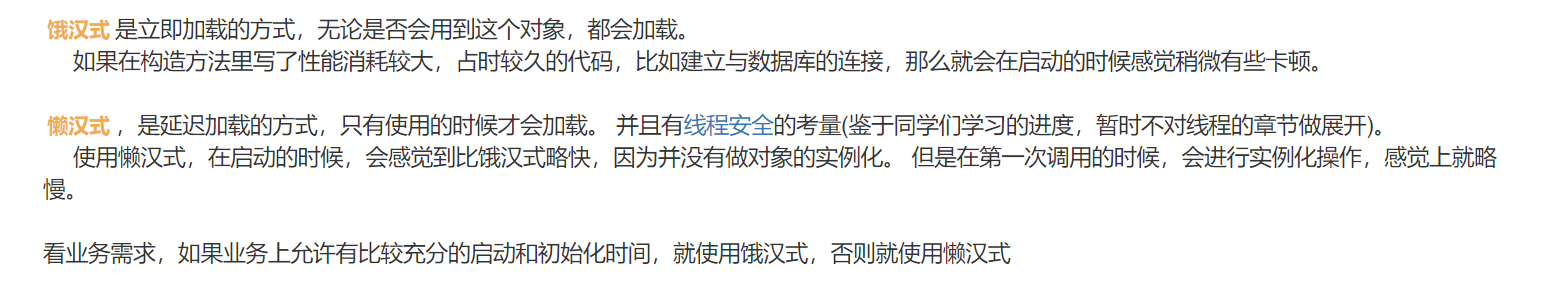 饿汉式 是立即加载的方式，无论是否会用到这个对象，都会加载。
如果在构造方法里写了性能消耗较大，占时较久的代码，比如建立与数据库的连接，那么就会在启动的时候感觉稍微有些卡顿。
懒汉式 ，是延迟加载的方式，只有使用的时候才会加载。 并且有线程安全的考量(鉴于同学们学习的进度，暂时不对线程的章节做展开)。
使用懒汉式，在启动的时候，会感觉到比饿汉式略快，因为并没有做对象的实例化。 但是在第一次调用的时候，会进行实例化操作，感觉上就略
慢。
看业务需求，如果业务上允许有比较充分的启动和初始化时间，就使用饿汉式，否则就使用懒汉式